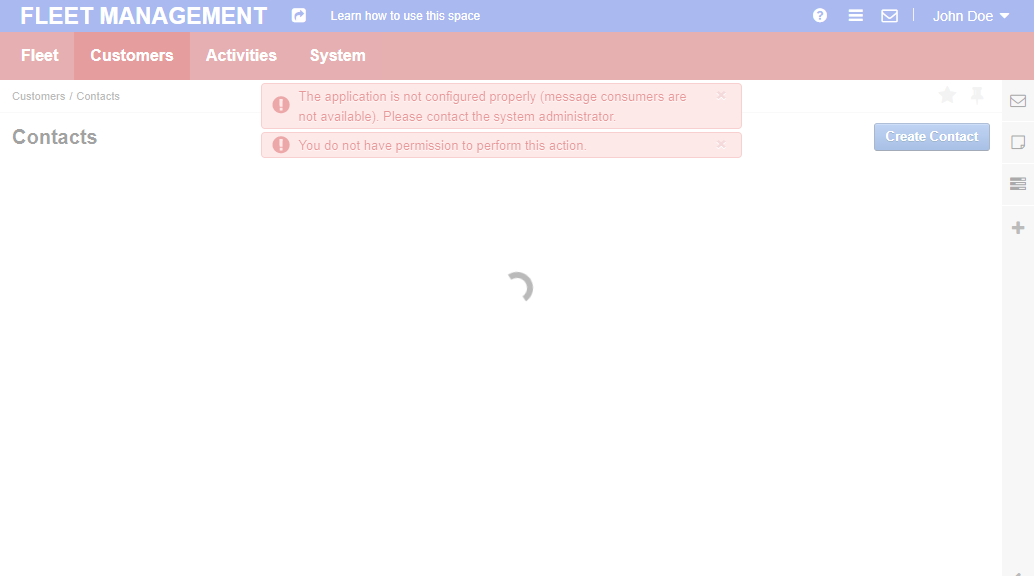 FLEET MANAGEMENT
Learn how to use this space
John Doe
Fleet
Customers
Activities
System
Customers / Contacts
The application is not configured properly (message consumers are
not available). Please contact the system administrator.
×
Contacts
Create Contact
You do not have permission to perform this action.
×